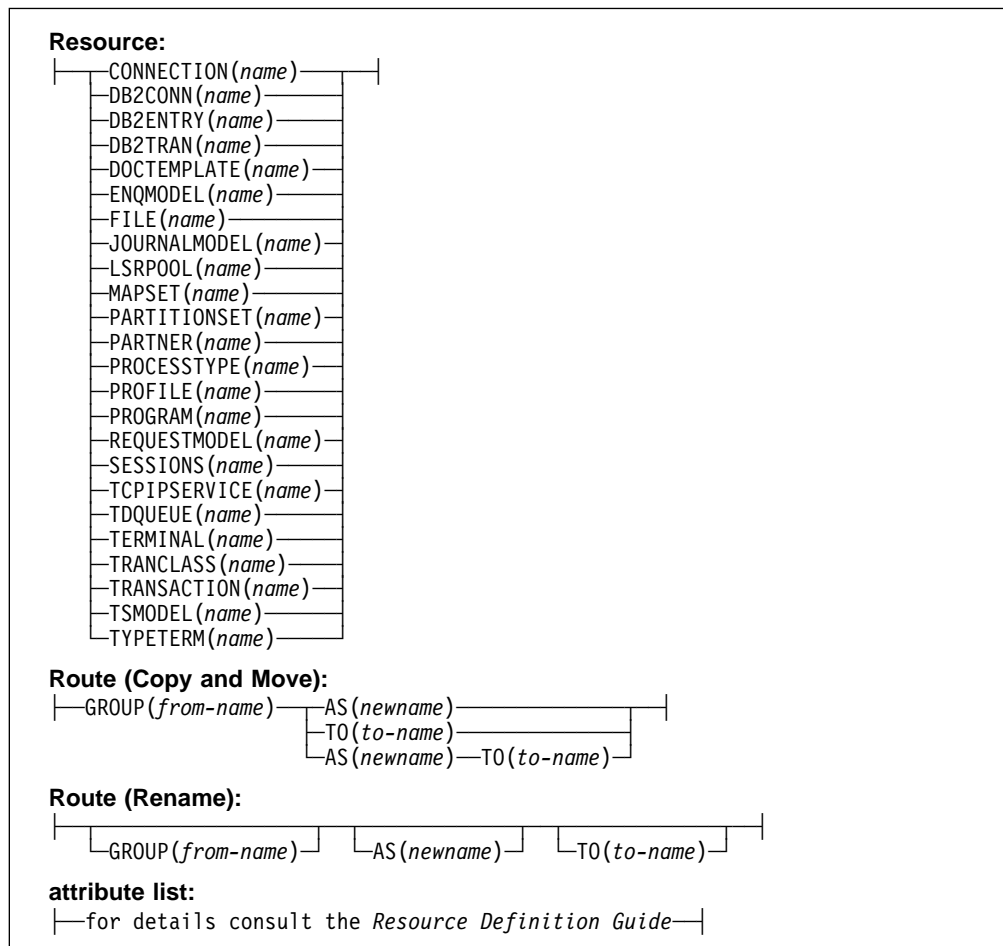 Resource:
CONNECTION(name)
DB2CONN(name)
DB2ENTRY(name)
DB2TRAN(name)
DOCTEMPLATE(name)
ENQMODEL(name)
FILE(name)
JOURNALMODEL(name)
LSRPOOL(name)
MAPSET(name)
PARTITIONSET(name)
PARTNER(name)
PROCESSTYPE(name)
PROFILE(name)
PROGRAM(name)
REQUESTMODEL(name)
SESSIONS(name)
TCPIPSERVICE(name)
TDQUEUE(name)
TERMINAL(name)
TRANCLASS(name)
TRANSACTION(name)
TSMODEL(name)
TYPETERM(name)
Route (Copy and Move):
GROUP(from-name) AS(newname)
TO(to-name)
AS(newname) TO(to-name)
Route (Rename):
GROUP(from-name) AS(newname) TO(to-name)
attribute list:
for details consult the Resource Definition Guide